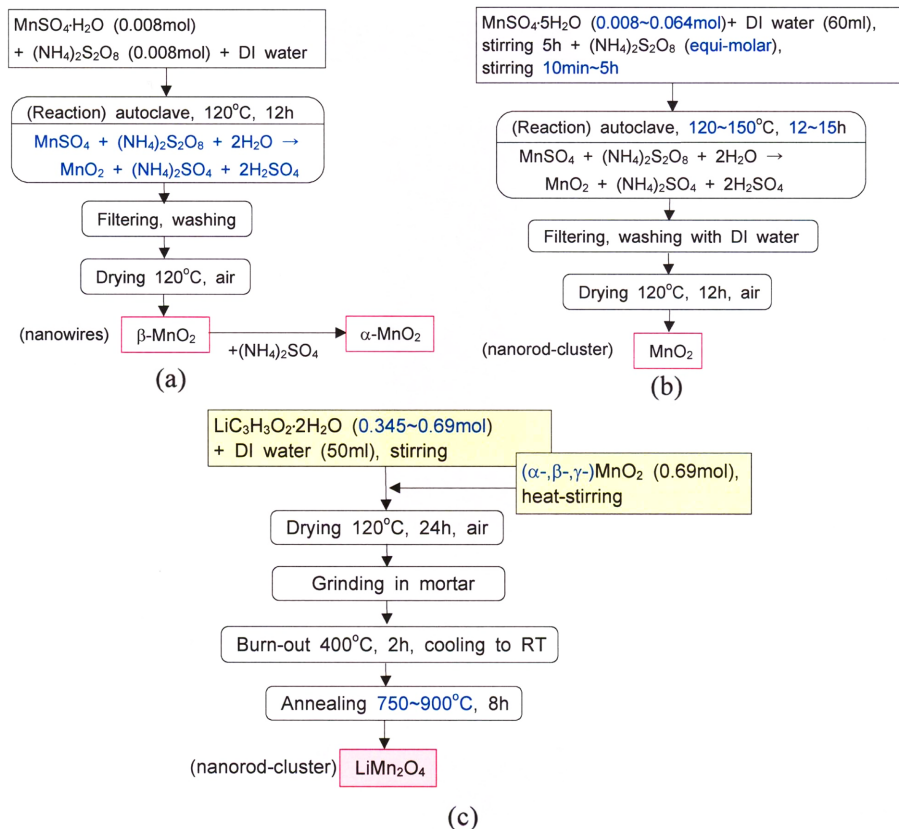 MnSO₄·H₂O (0.008mol)
+ (NH₄)₂S₂O₈ (0.008mol) + DI water
(Reaction) autoclave, 120°C, 12h
MnSO₄ + (NH₄)₂S₂O₈ + 2H₂O →
MnO₂ + (NH₄)₂SO₄ + 2H₂SO₄
Filtering, washing
Drying 120°C, air
(nanowires)
β-MnO₂
+(NH₄)₂SO₄
α-MnO₂
(a)
MnSO₄·5H₂O (0.008~0.064mol)+ DI water (60ml),
stirring 5h + (NH₄)₂S₂O₈ (equi-molar),
stirring 10min~5h
(Reaction) autoclave, 120~150°C, 12~15h
MnSO₄ + (NH₄)₂S₂O₈ + 2H₂O →
MnO₂ + (NH₄)₂SO₄ + 2H₂SO₄
Filtering, washing with DI water
Drying 120°C, 12h, air
(nanorod-cluster)
MnO₂
(b)
LiC₃H₃O₂·2H₂O (0.345~0.69mol)
+ DI water (50ml), stirring
(α-,β-,γ-)MnO₂ (0.69mol),
heat-stirring
Drying 120°C, 24h, air
Grinding in mortar
Burn-out 400°C, 2h, cooling to RT
Annealing 750~900°C, 8h
(nanorod-cluster)
LiMn₂O₄
(c)